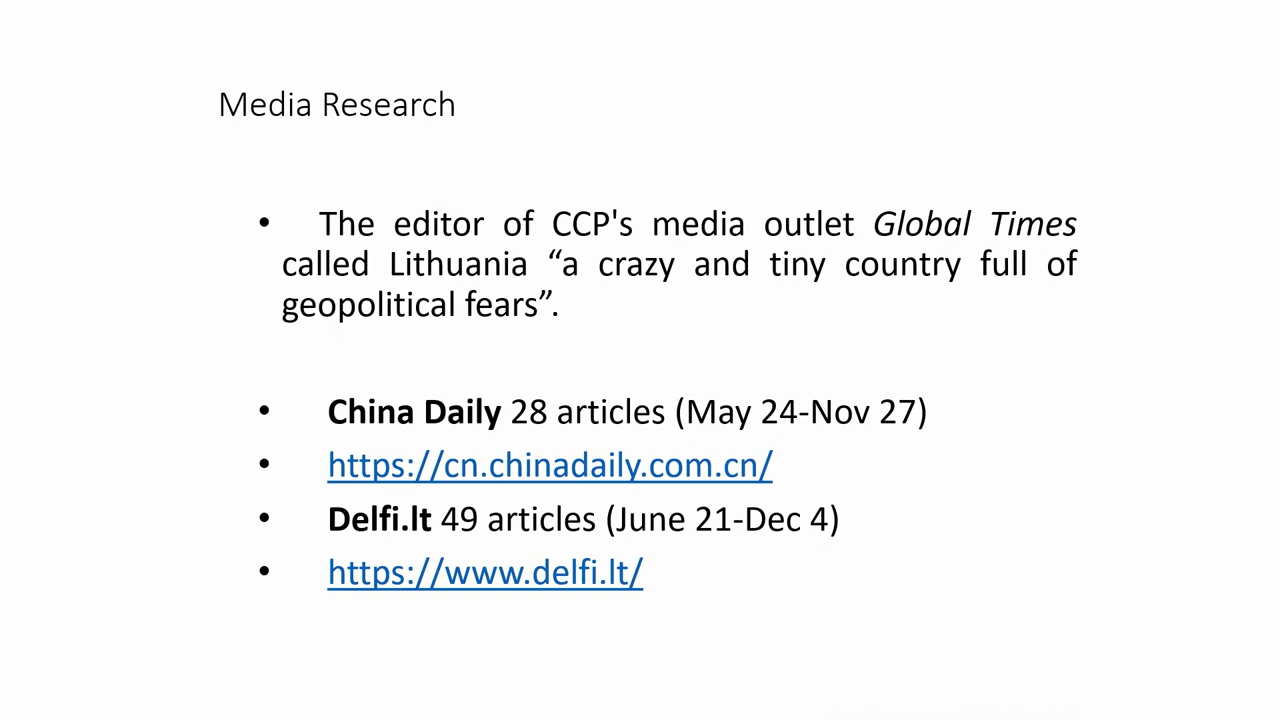 Media Research
• The editor of CCP's media outlet Global Times
called Lithuania “a crazy and tiny country full of
geopolitical fears”.
• China Daily 28 articles (May 24-Nov 27)
• https://cn.chinadaily.com.cn/
• Delfi.lt 49 articles (June 21-Dec 4)
• https://www.delfi.lt/